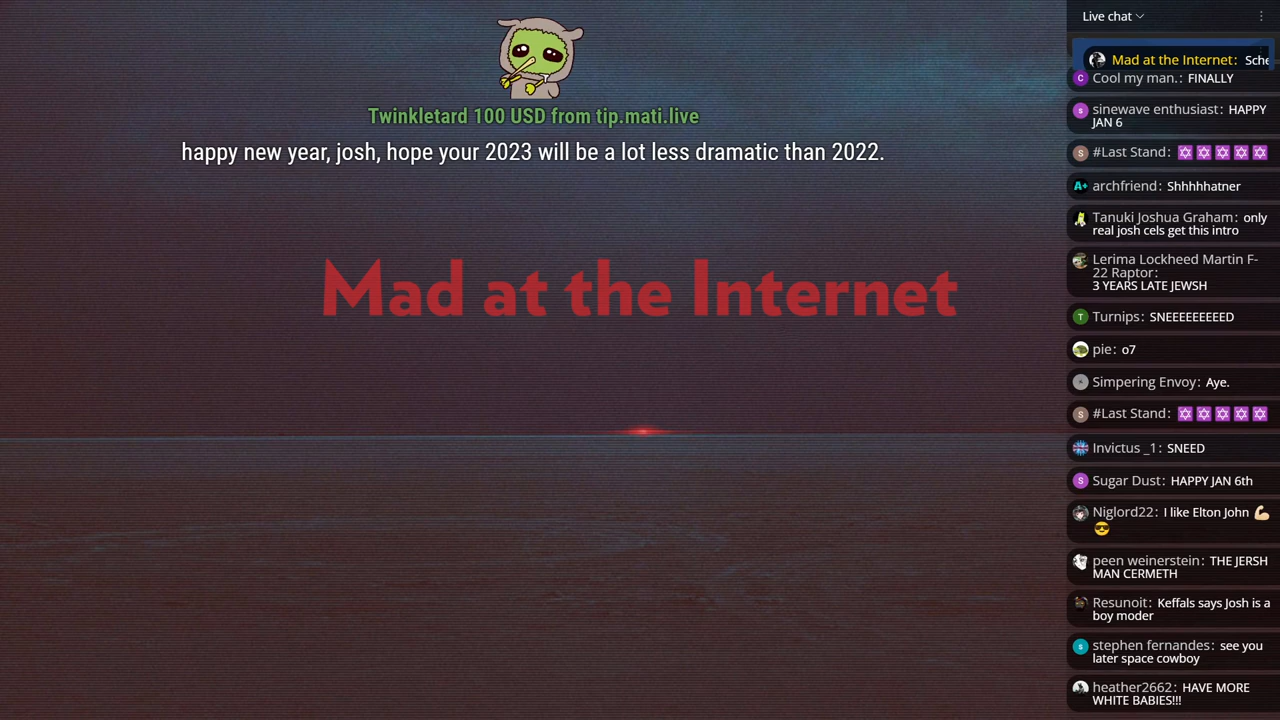 Twinkletard 100 USD from tip.mati.live
happy new year, josh, hope your 2023 will be a lot less dramatic than 2022.
Mad at the Internet
Live chat
Mad at the Internet: Sche
Cool my man.: FINALLY
sinewave enthusiast: HAPPY
JAN 6
#Last Stand: ✡✡✡✡✡
archfriend: Shhhhhatner
Tanuki Joshua Graham: only
real josh cels get this intro
Lerima Lockheed Martin F-
22 Raptor:
3 YEARS LATE JEWSH
Turnips: SNEEEEEEEEED
pie: o7
Simpering Envoy: Aye.
#Last Stand: ✡✡✡✡✡
Invictus _1: SNEED
Sugar Dust: HAPPY JAN 6th
Niglord22: I like Elton John 💪🏻
😎
peen weinerstein: THE JERSH
MAN CERMETH
Resunoit: Keffals says Josh is a
boy moder
stephen fernandes: see you
later space cowboy
heather2662: HAVE MORE
WHITE BABIES!!!